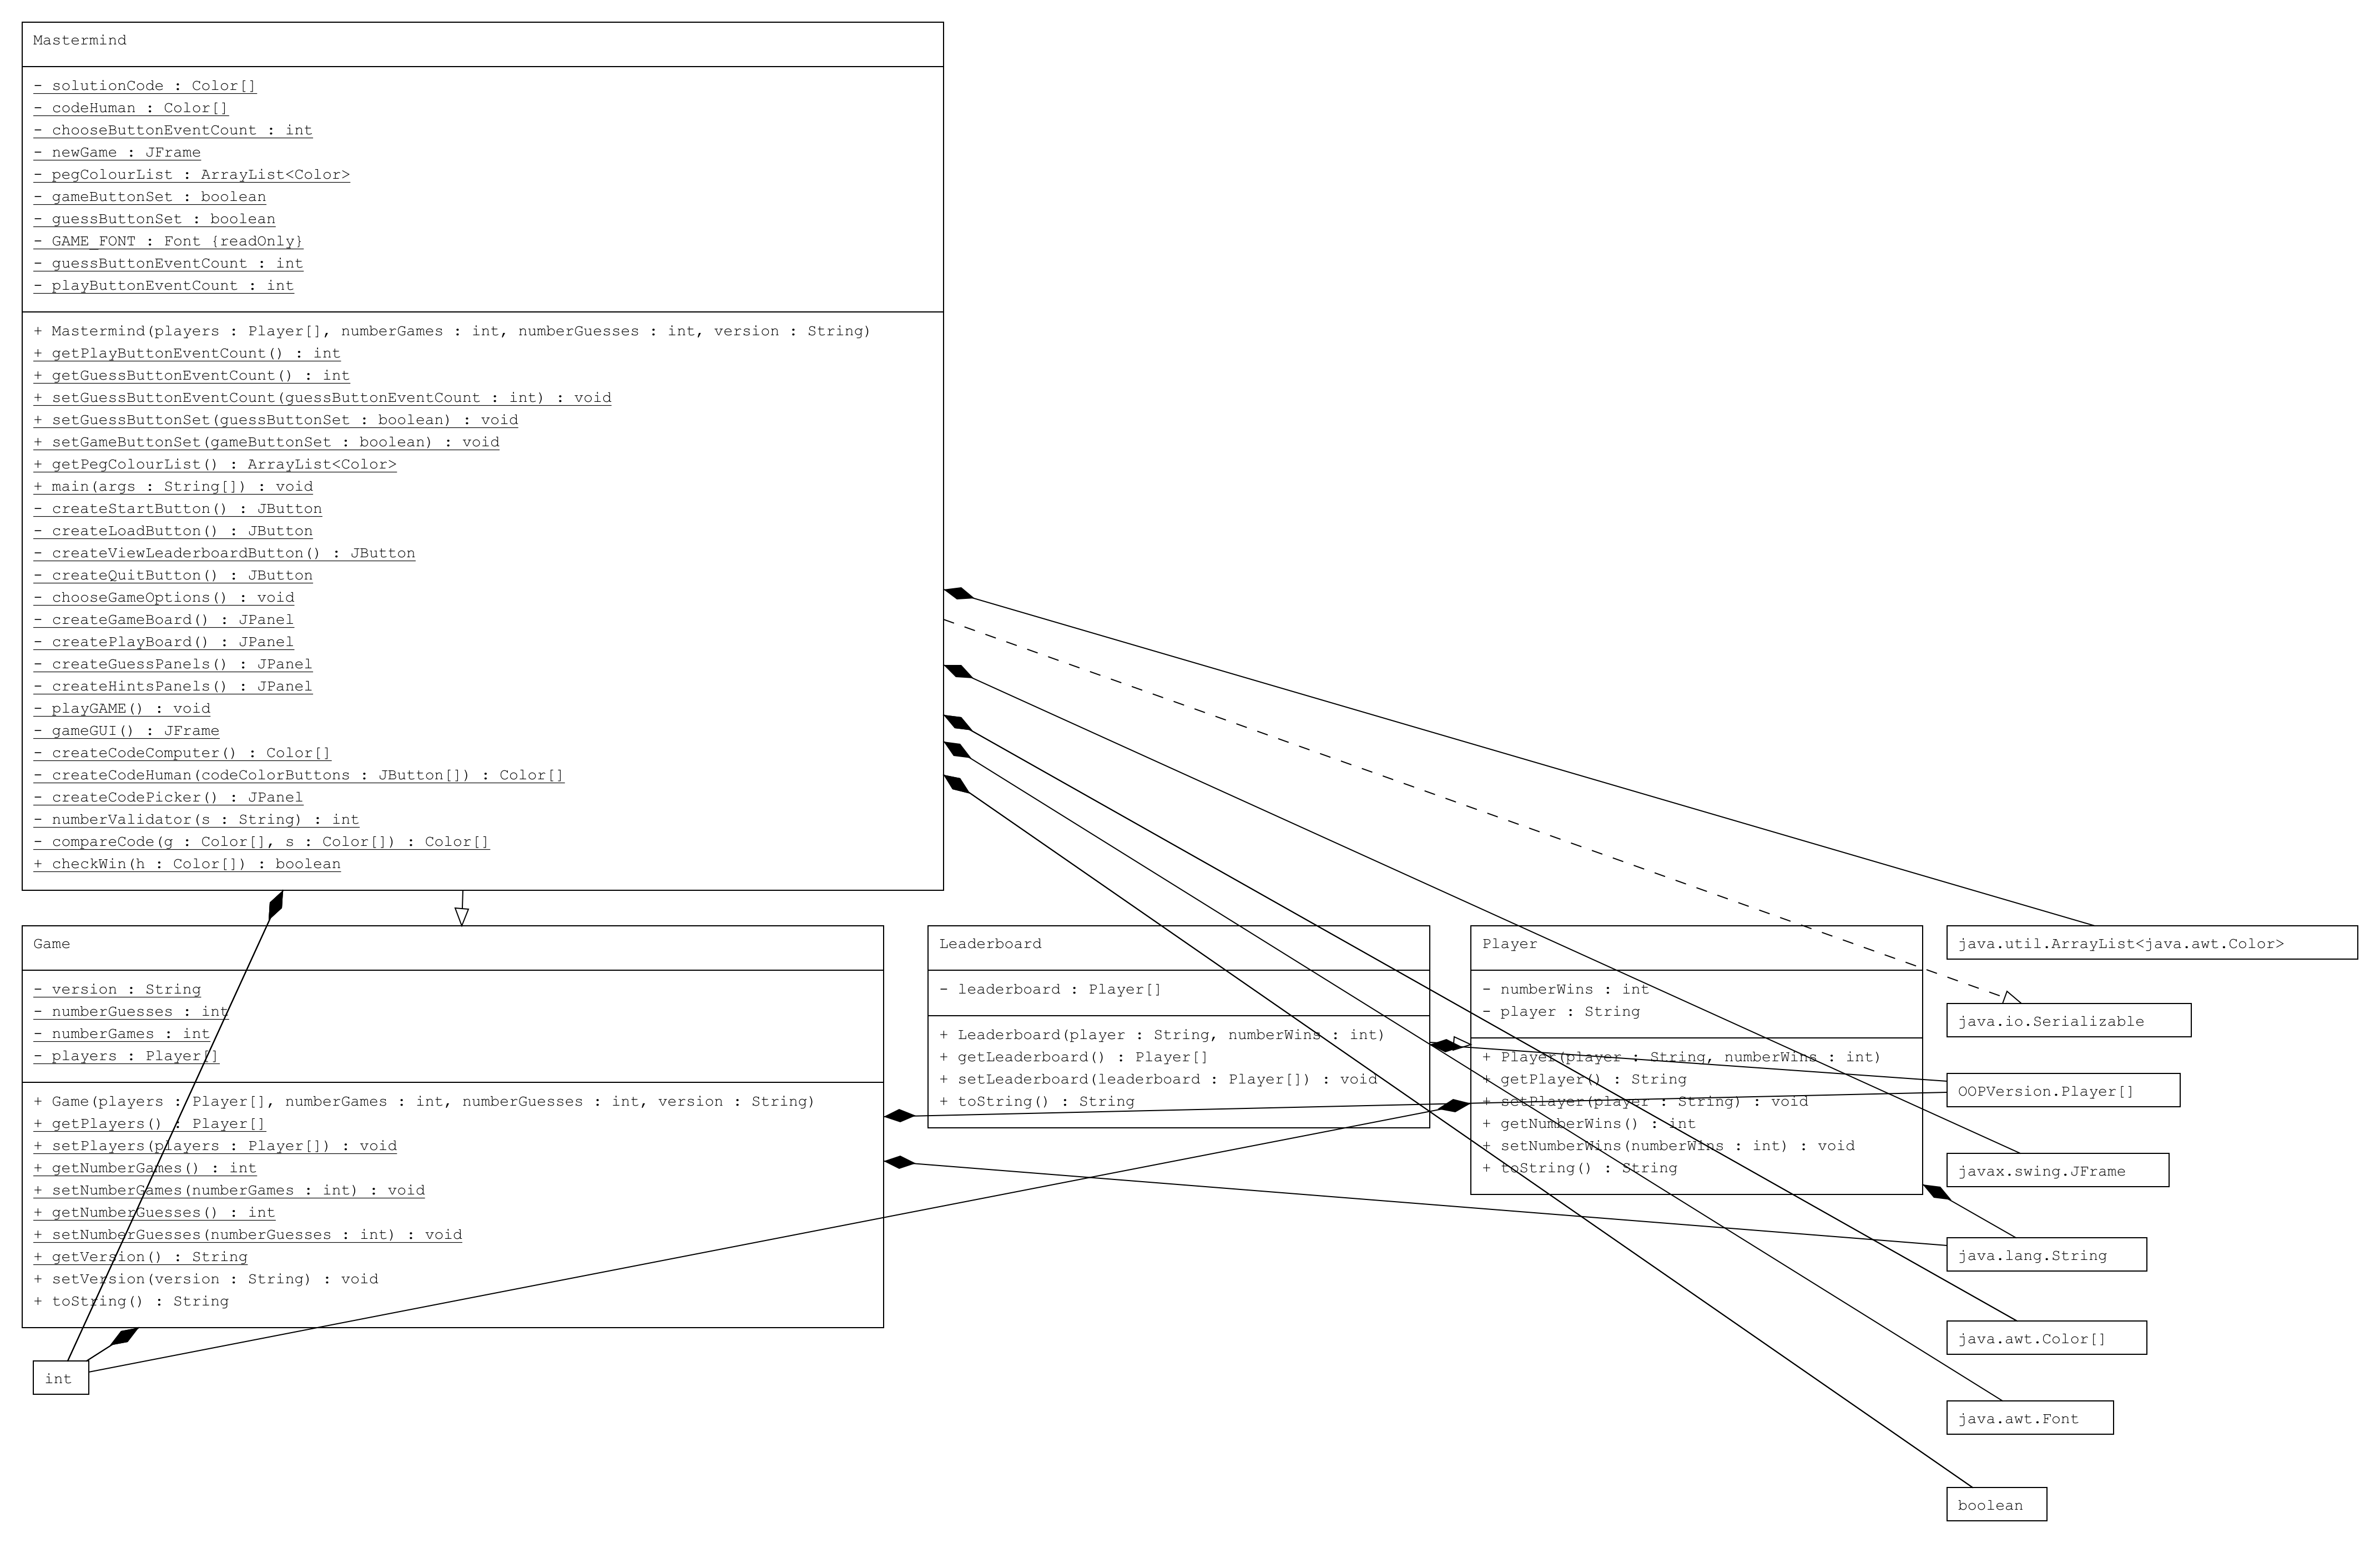 Mastermind
- solutionCode : Color[]
- codeHuman : Color[]
- chooseButtonEventCount : int
- newGame : JFrame
- pegColourList : ArrayList<Color>
- gameButtonSet : boolean
- guessButtonSet : boolean
- GAME_FONT : Font {readOnly}
- guessButtonEventCount : int
- playButtonEventCount : int
+ Mastermind(players : Player[], numberGames : int, numberGuesses : int, version : String)
+ getPlayButtonEventCount() : int
+ getGuessButtonEventCount() : int
+ setGuessButtonEventCount(guessButtonEventCount : int) : void
+ setGuessButtonSet(guessButtonSet : boolean) : void
+ setGameButtonSet(gameButtonSet : boolean) : void
+ getPegColourList() : ArrayList<Color>
+ main(args : String[]) : void
- createStartButton() : JButton
- createLoadButton() : JButton
- createViewLeaderboardButton() : JButton
- createQuitButton() : JButton
- chooseGameOptions() : void
- createGameBoard() : JPanel
- createPlayBoard() : JPanel
- createGuessPanels() : JPanel
- createHintsPanels() : JPanel
- playGAME() : void
- gameGUI() : JFrame
- createCodeComputer() : Color[]
- createCodeHuman(codeColorButtons : JButton[]) : Color[]
- createCodePicker() : JPanel
- numberValidator(s : String) : int
- compareCode(g : Color[], s : Color[]) : Color[]
+ checkWin(h : Color[]) : boolean
Game
- version : String
- numberGuesses : int
- numberGames : int
- players : Player[]
+ Game(players : Player[], numberGames : int, numberGuesses : int, version : String)
+ getPlayers() : Player[]
+ setPlayers(players : Player[]) : void
+ getNumberGames() : int
+ setNumberGames(numberGames : int) : void
+ getNumberGuesses() : int
+ setNumberGuesses(numberGuesses : int) : void
+ getVersion() : String
+ setVersion(version : String) : void
+ toString() : String
Leaderboard
- leaderboard : Player[]
+ Leaderboard(player : String, numberWins : int)
+ getLeaderboard() : Player[]
+ setLeaderboard(leaderboard : Player[]) : void
+ toString() : String
Player
- numberWins : int
- player : String
+ Player(player : String, numberWins : int)
+ getPlayer() : String
+ setPlayer(player : String) : void
+ getNumberWins() : int
+ setNumberWins(numberWins : int) : void
+ toString() : String
java.util.ArrayList<java.awt.Color>
java.io.Serializable
OOPVersion.Player[]
javax.swing.JFrame
java.lang.String
java.awt.Color[]
java.awt.Font
boolean
int